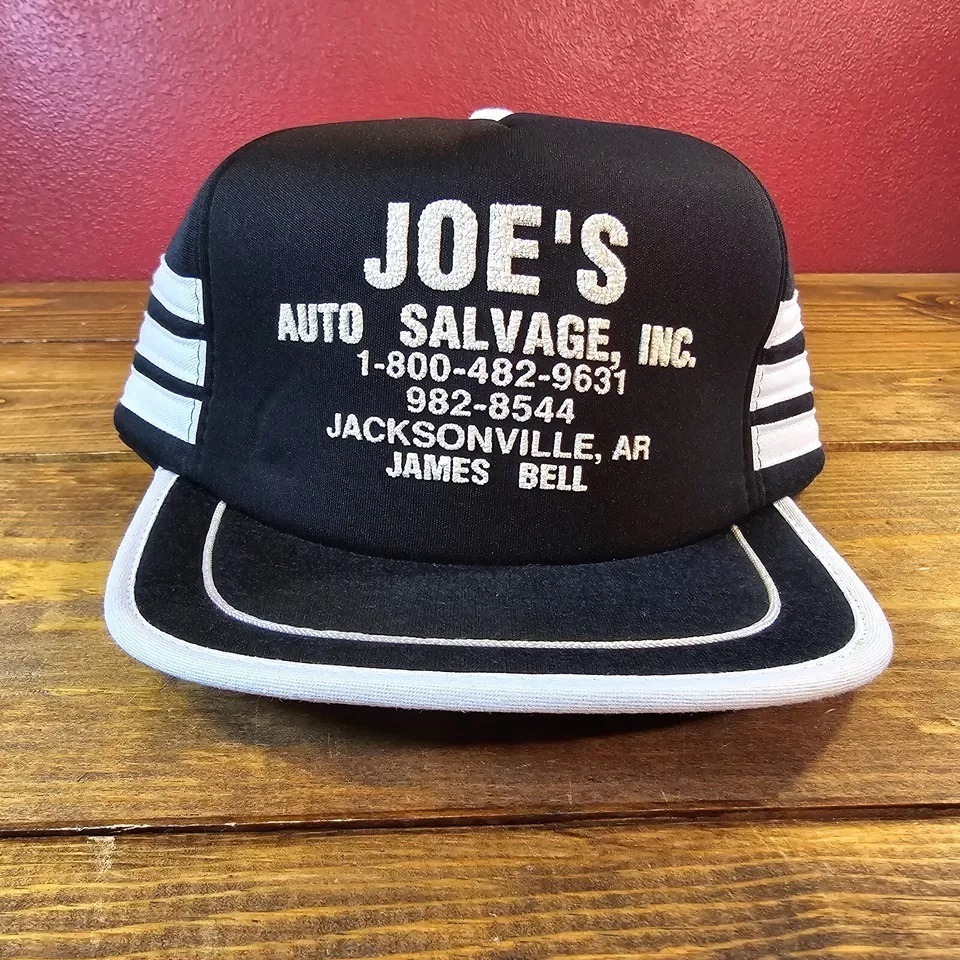 JOE'S
AUTO SALVAGE, INC.
1-800-482-9631
982-8544
JACKSONVILLE, AR
JAMES BELL